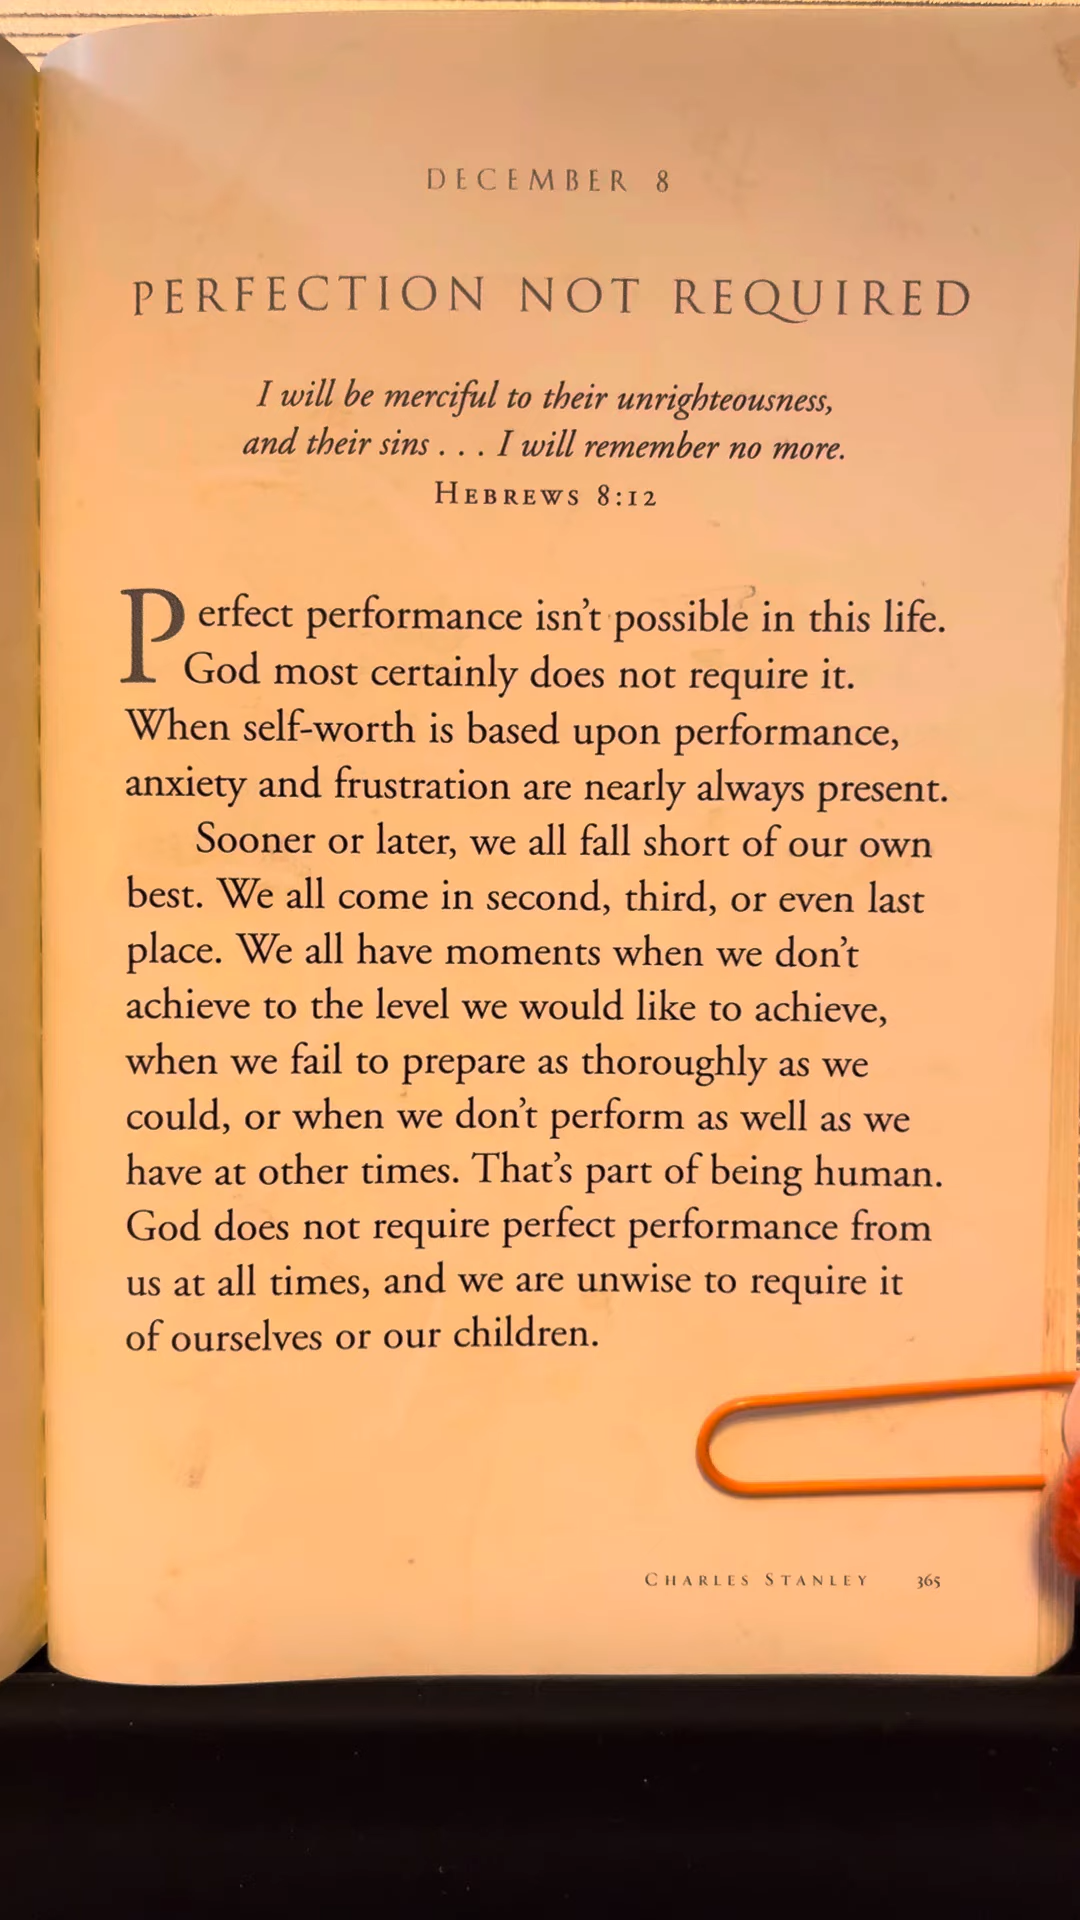 DECEMBER 8
PERFECTION NOT REQUIRED
I will be merciful to their unrighteousness,
and their sins . . . I will remember no more.
HEBREWS 8:12
Perfect performance isn't possible in this life.
God most certainly does not require it.
When self-worth is based upon performance,
anxiety and frustration are nearly always present.
Sooner or later, we all fall short of our own
best. We all come in second, third, or even last
place. We all have moments when we don't
achieve to the level we would like to achieve,
when we fail to prepare as thoroughly as we
could, or when we don't perform as well as we
have at other times. That's part of being human.
God does not require perfect performance from
us at all times, and we are unwise to require it
of ourselves or our children.
CHARLES STANLEY 365